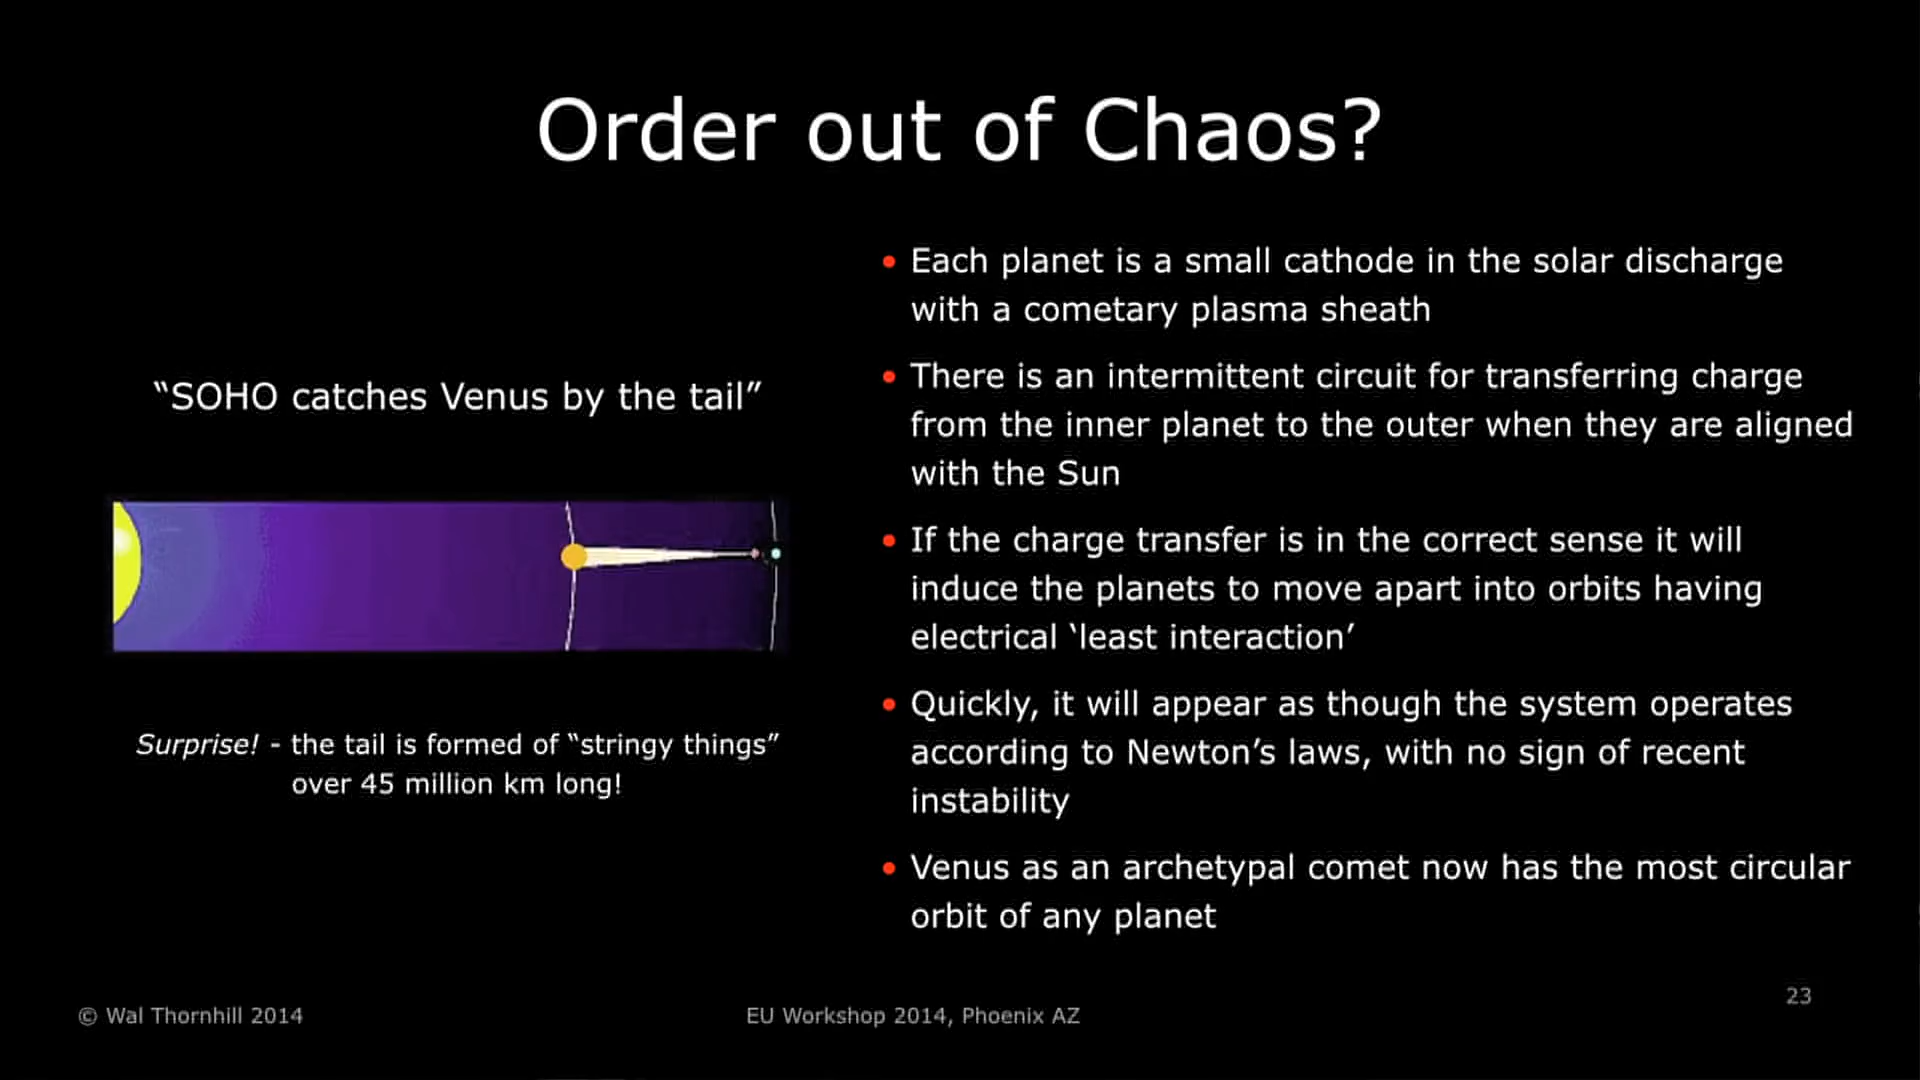 Order out of Chaos?
“SOHO catches Venus by the tail”
Surprise! - the tail is formed of “stringy things”
over 45 million km long!
• Each planet is a small cathode in the solar discharge
with a cometary plasma sheath
• There is an intermittent circuit for transferring charge
from the inner planet to the outer when they are aligned
with the Sun
• If the charge transfer is in the correct sense it will
induce the planets to move apart into orbits having
electrical ‘least interaction’
• Quickly, it will appear as though the system operates
according to Newton’s laws, with no sign of recent
instability
• Venus as an archetypal comet now has the most circular
orbit of any planet
© Wal Thornhill 2014
EU Workshop 2014, Phoenix AZ
23